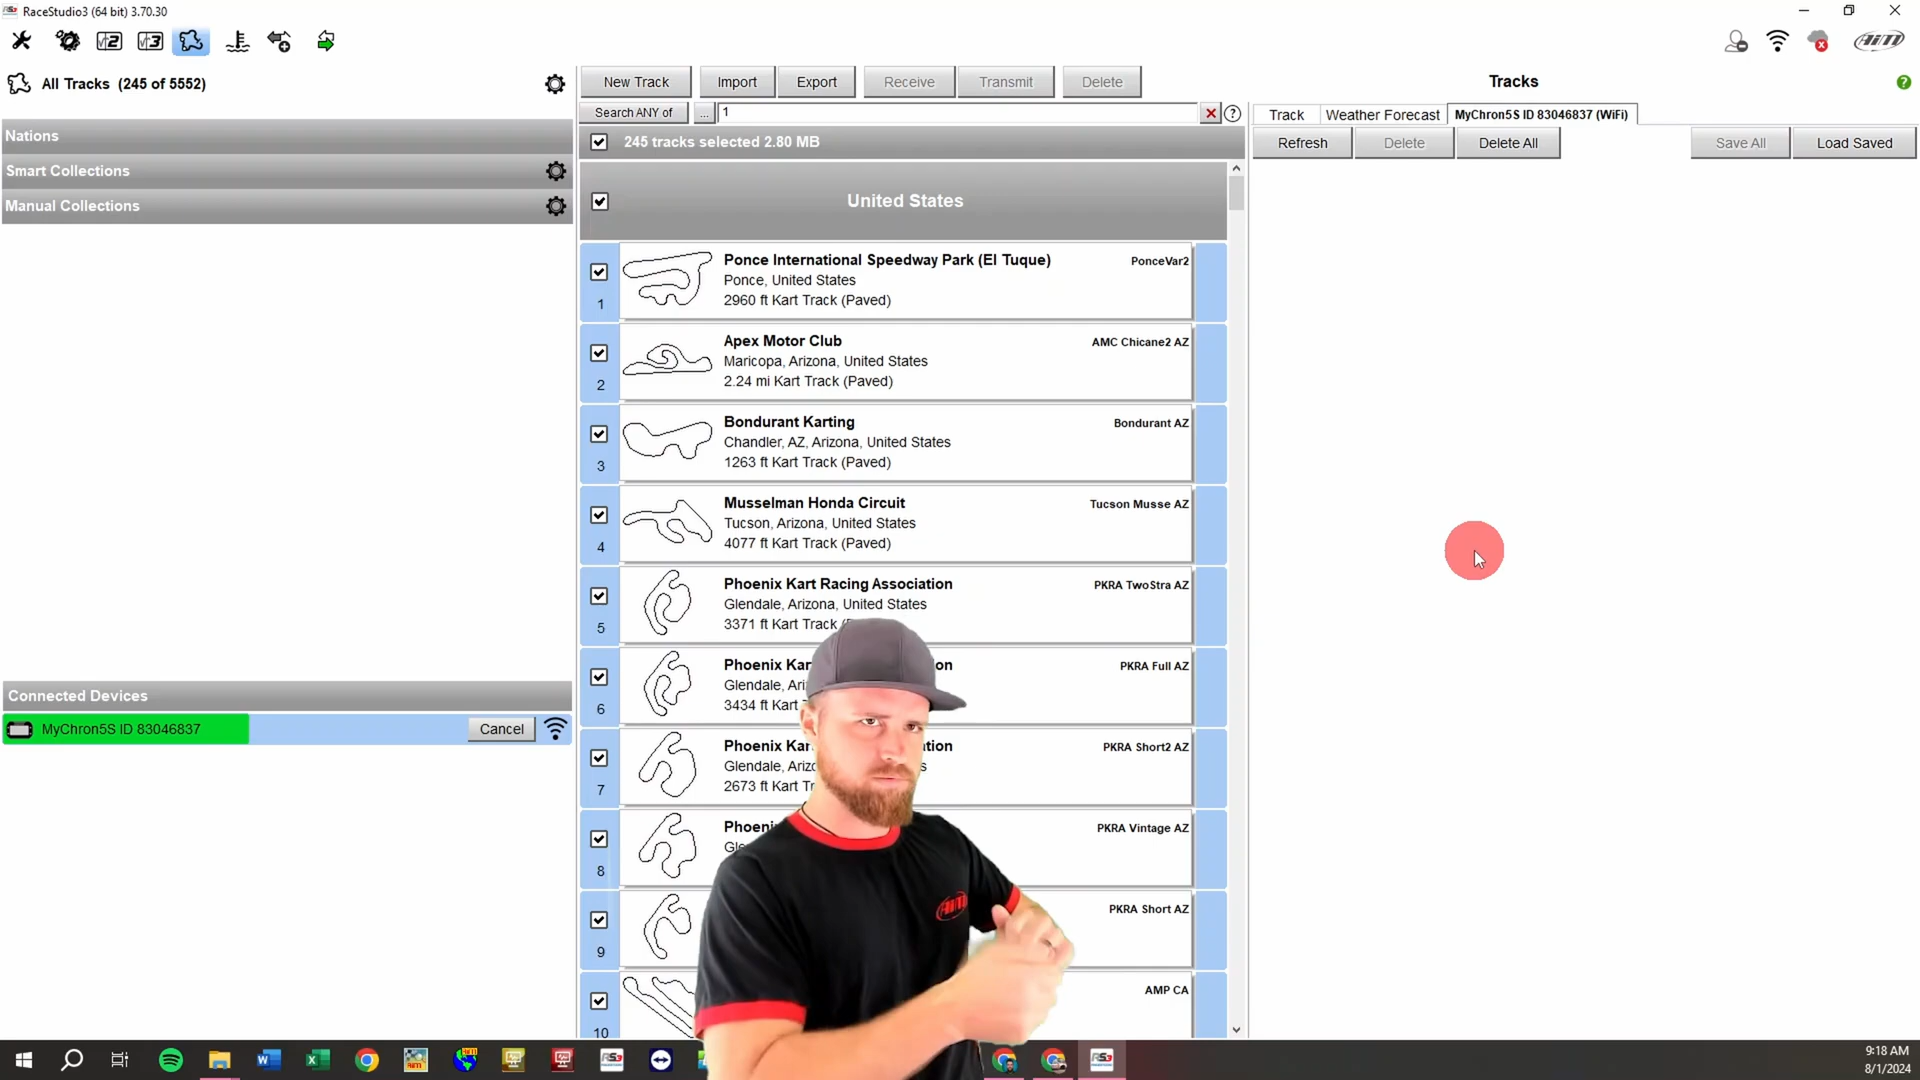 RaceStudio3 (64 bit) 3.70.30
All Tracks (245 of 5552)
Nations
Smart Collections
Manual Collections
Connected Devices
MyChron5S ID 83046837
Cancel
New Track
Import
Export
Receive
Transmit
Delete
Search ANY of
...
1
245 tracks selected 2.80 MB
United States
Ponce International Speedway Park (El Tuque)
PonceVar2
Ponce, United States
2960 ft Kart Track (Paved)
1
Apex Motor Club
AMC Chicane2 AZ
Maricopa, Arizona, United States
2.24 mi Kart Track (Paved)
2
Bondurant Karting
Bondurant AZ
Chandler, AZ, Arizona, United States
1263 ft Kart Track (Paved)
3
Musselman Honda Circuit
Tucson Musse AZ
Tucson, Arizona, United States
4077 ft Kart Track (Paved)
4
Phoenix Kart Racing Association
PKRA TwoStra AZ
Glendale, Arizona, United States
3371 ft Kart Track
5
Phoenix Kar on
PKRA Full AZ
Glendale, Ari
3434 ft Kart
6
Phoenix Kar ation
PKRA Short2 AZ
Glendale, Arizo s
2673 ft Kart Tr
7
Phoeni
PKRA Vintage AZ
Gle
8
PKRA Short AZ
9
AMP CA
10
Tracks
Track
Weather Forecast
MyChron5S ID 83046837 (WiFi)
Refresh
Delete
Delete All
Save All
Load Saved
AiM
AiM
9:18 AM
8/1/2024